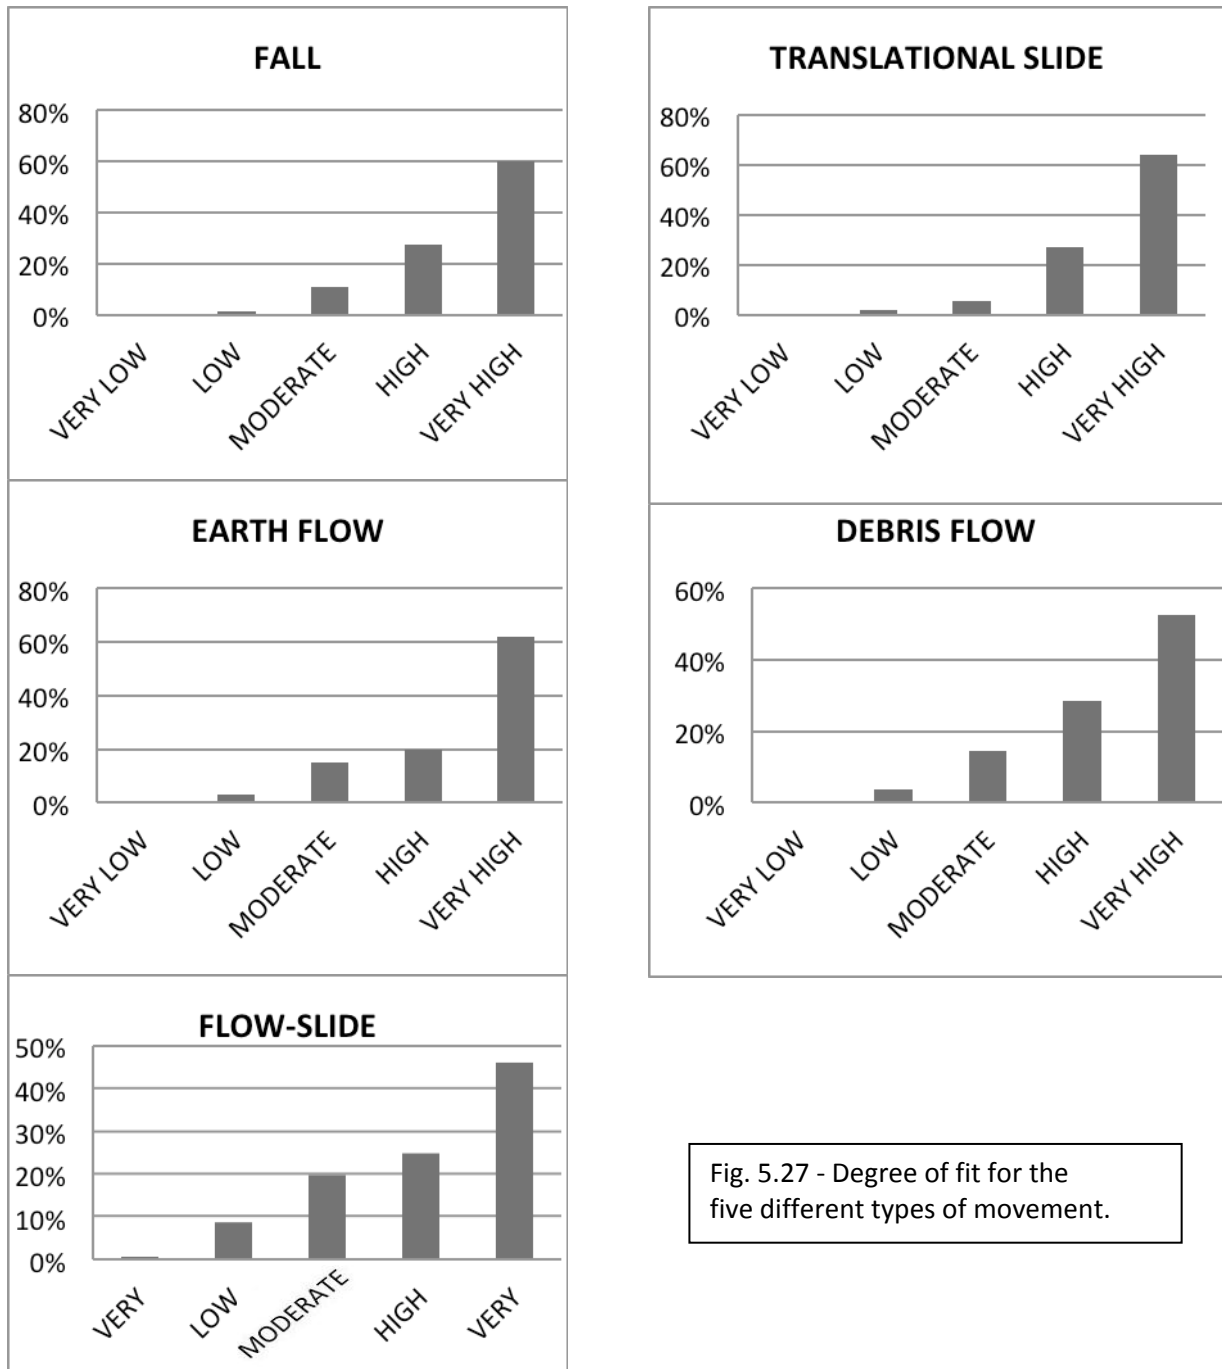 FALL
80%
60%
40%
20%
0%
VERY LOW
LOW
MODERATE
HIGH
VERY HIGH
TRANSLATIONAL SLIDE
80%
60%
40%
20%
0%
VERY LOW
LOW
MODERATE
HIGH
VERY HIGH
EARTH FLOW
80%
60%
40%
20%
0%
VERY LOW
LOW
MODERATE
HIGH
VERY HIGH
DEBRIS FLOW
60%
40%
20%
0%
VERY LOW
LOW
MODERATE
HIGH
VERY HIGH
FLOW-SLIDE
50%
40%
30%
20%
10%
0%
VERY
LOW
MODERATE
HIGH
VERY
Fig. 5.27 - Degree of fit for the
five different types of movement.